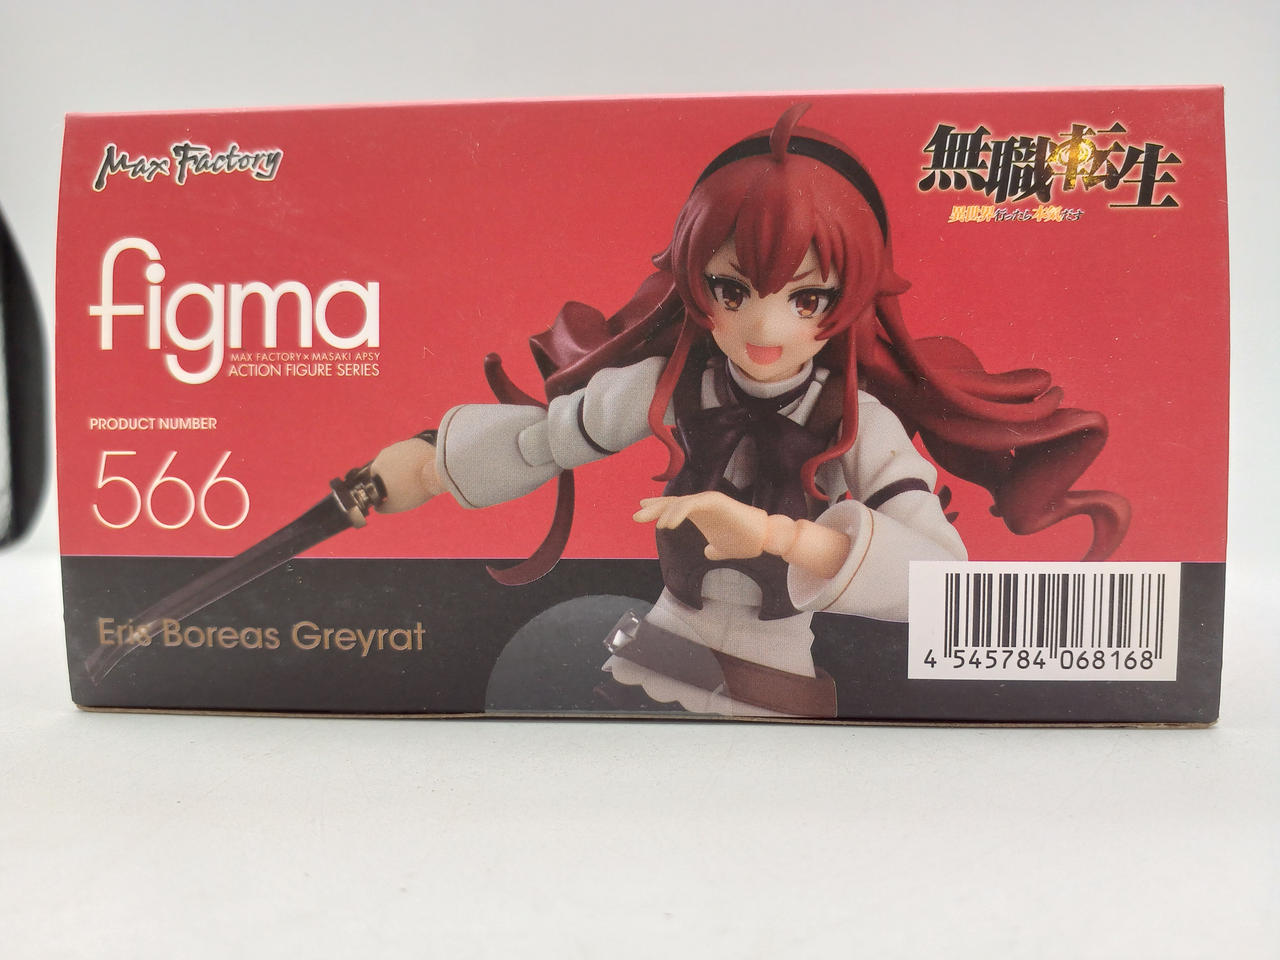 Max Factory
figma
MAX FACTORY×MASAKI APSY
ACTION FIGURE SERIES
PRODUCT NUMBER
566
Eris Boreas Greyrat
無職転生
異世界行ったら本気だす
4 545784 068168